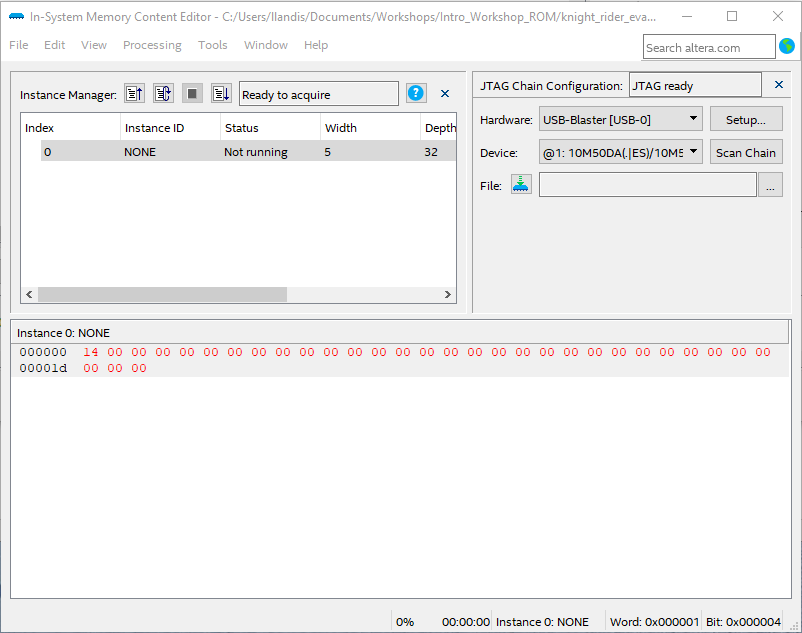 In-System Memory Content Editor - C:/Users/llandis/Documents/Workshops/Intro_Workshop_ROM/knight_rider_eva...
File Edit View Processing Tools Window Help
Search altera.com
Instance Manager: Ready to acquire
Index Instance ID Status Width Depth
0 NONE Not running 5 32
JTAG Chain Configuration: JTAG ready
Hardware: USB-Blaster [USB-0] Setup...
Device: @1: 10M50DA(.|ES)/10M5 Scan Chain
File: ...
Instance 0: NONE
000000 14 00 00 00 00 00 00 00 00 00 00 00 00 00 00 00 00 00 00 00 00 00 00 00 00 00 00 00 00
00001d 00 00 00
0% 00:00:00 Instance 0: NONE Word: 0x000001 Bit: 0x000004